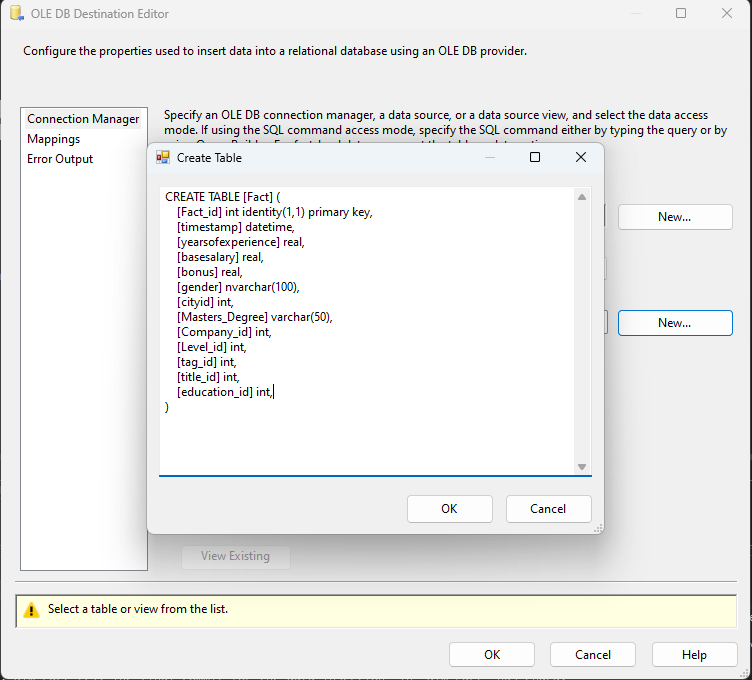 OLE DB Destination Editor
Configure the properties used to insert data into a relational database using an OLE DB provider.
Connection Manager
Mappings
Error Output
Specify an OLE DB connection manager, a data source, or a data source view, and select the data access
mode. If using the SQL command access mode, specify the SQL command either by typing the query or by
Create Table
CREATE TABLE [Fact] (
[Fact_id] int identity(1,1) primary key,
[timestamp] datetime,
[yearsofexperience] real,
[basesalary] real,
[bonus] real,
[gender] nvarchar(100),
[cityid] int,
[Masters_Degree] varchar(50),
[Company_id] int,
[Level_id] int,
[tag_id] int,
[title_id] int,
[education_id] int,
)
New...
New...
OK
Cancel
View Existing
Select a table or view from the list.
OK
Cancel
Help